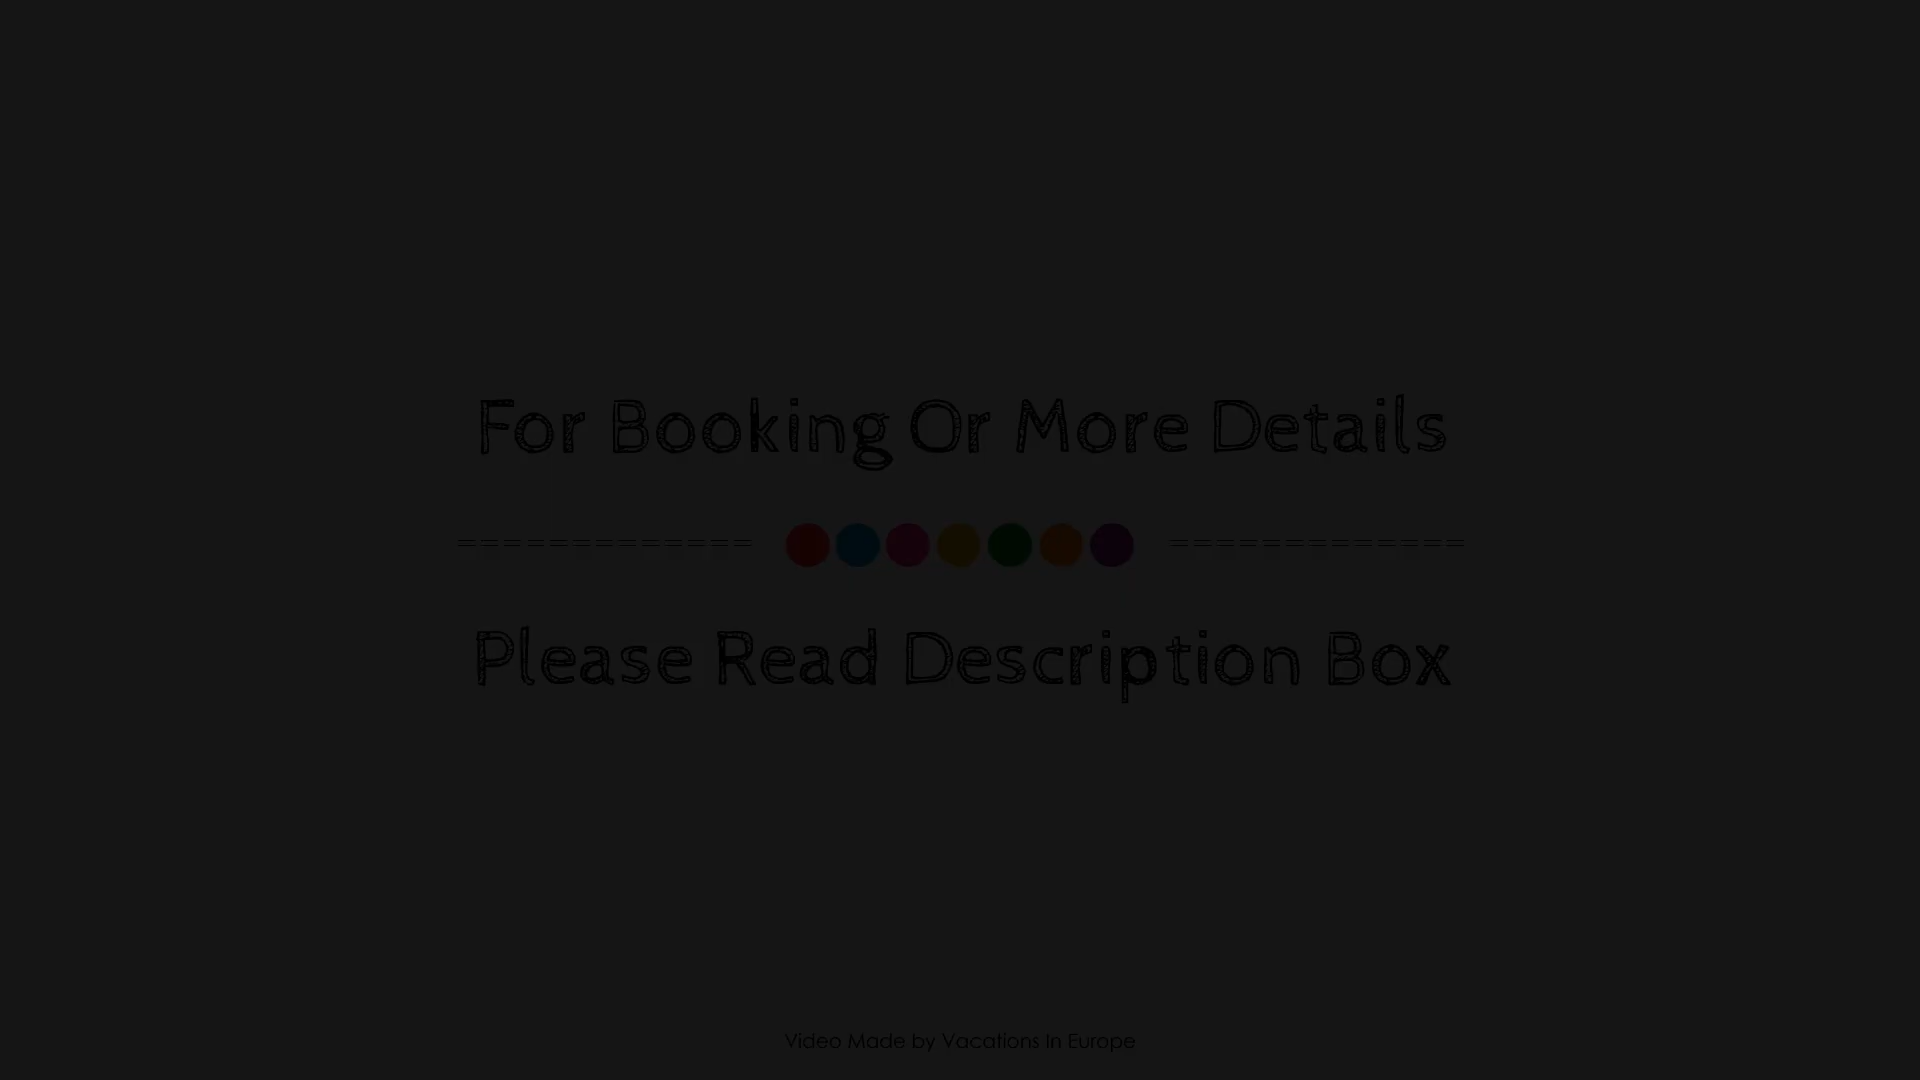 For Booking Or More Details
============= =============
Please Read Description Box
Video Made by Vacations In Europe